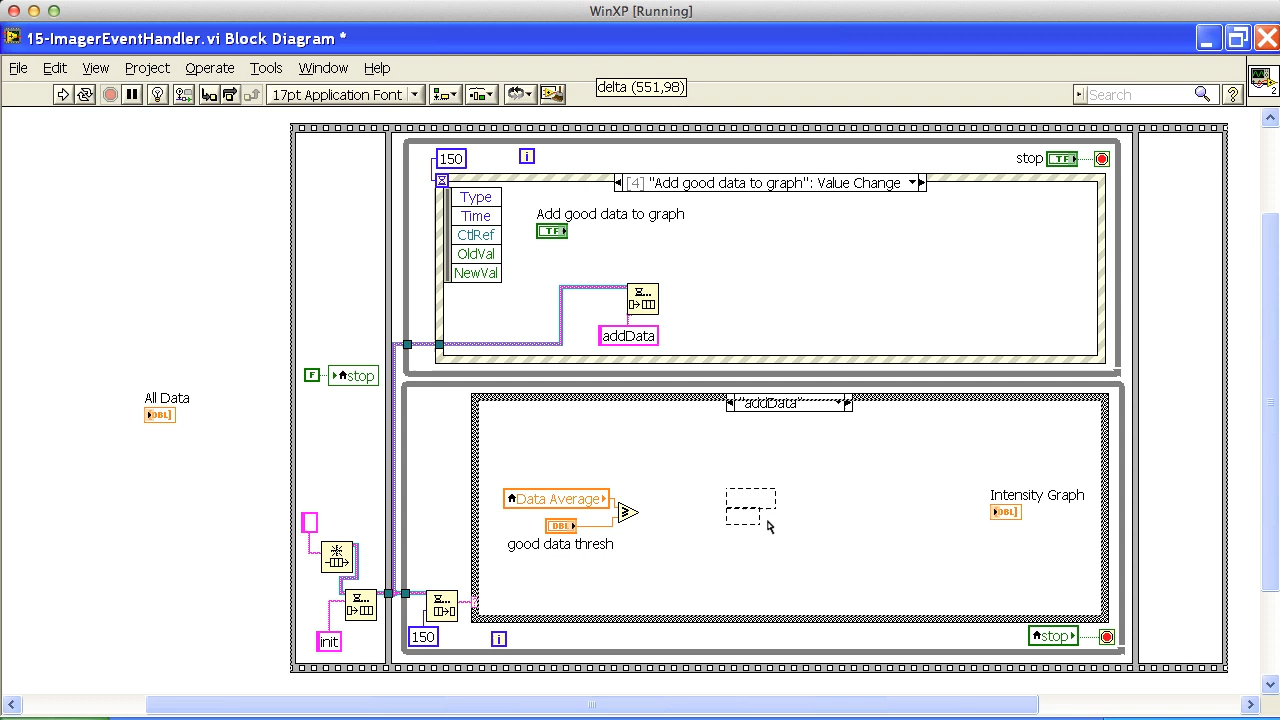 WinXP [Running]
15-ImagerEventHandler.vi Block Diagram *
File Edit View Project Operate Tools Window Help
17pt Application Font
delta (551,98)
Search
?
2
150
i
stop
TF
[4] "Add good data to graph": Value Change
Type
Time
CtlRef
OldVal
NewVal
Add good data to graph
TF
addData
F
stop
All Data
DBL]
"addData"
Data Average
DBL
good data thresh
Intensity Graph
DBL]
init
150
i
stop